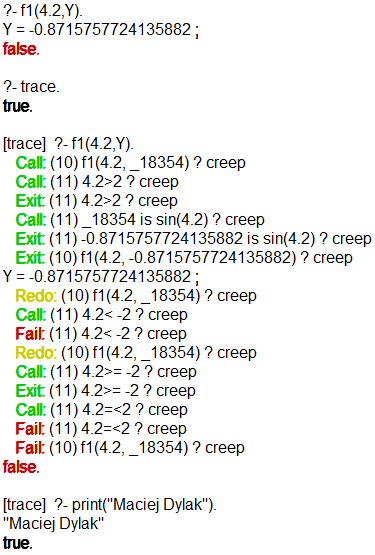 ?- f1(4.2,Y).
Y = -0.8715757724135882 ;
false.
?- trace.
true.
[trace]  ?- f1(4.2,Y).
Call: (10) f1(4.2, _18354) ? creep
Call: (11) 4.2>2 ? creep
Exit: (11) 4.2>2 ? creep
Call: (11) _18354 is sin(4.2) ? creep
Exit: (11) -0.8715757724135882 is sin(4.2) ? creep
Exit: (10) f1(4.2, -0.8715757724135882) ? creep
Y = -0.8715757724135882 ;
Redo: (10) f1(4.2, _18354) ? creep
Call: (11) 4.2< -2 ? creep
Fail: (11) 4.2< -2 ? creep
Redo: (10) f1(4.2, _18354) ? creep
Call: (11) 4.2>= -2 ? creep
Exit: (11) 4.2>= -2 ? creep
Call: (11) 4.2=<2 ? creep
Fail: (11) 4.2=<2 ? creep
Fail: (10) f1(4.2, _18354) ? creep
false.
[trace]  ?- print("Maciej Dylak").
"Maciej Dylak"
true.